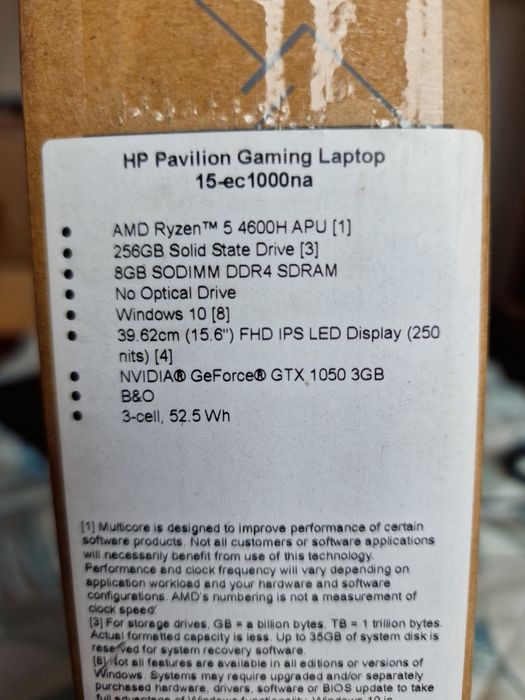 HP Pavilion Gaming Laptop
15-ec1000na
• AMD Ryzen™ 5 4600H APU [1]
• 256GB Solid State Drive [3]
• 8GB SODIMM DDR4 SDRAM
• No Optical Drive
• Windows 10 [8]
• 39.62cm (15.6") FHD IPS LED Display (250
nits) [4]
• NVIDIA® GeForce® GTX 1050 3GB
• B&O
• 3-cell, 52.5 Wh
[1] Multicore is designed to improve performance of certain
software products. Not all customers or software applications
will necessarily benefit from use of this technology.
Performance and clock frequency will vary depending on
application workload and your hardware and software
configurations. AMD's numbering is not a measurement of
clock speed.
[3] For storage drives, GB = a billion bytes, TB = 1 trillion bytes.
Actual formatted capacity is less. Up to 35GB of system disk is
reserved for system recovery software.
[8] Not all features are available in all editions or versions of
Windows. Systems may require upgraded and/or separately
purchased hardware, drivers, software or BIOS update to take
full advantage of Windows functionality. Windows 10 is